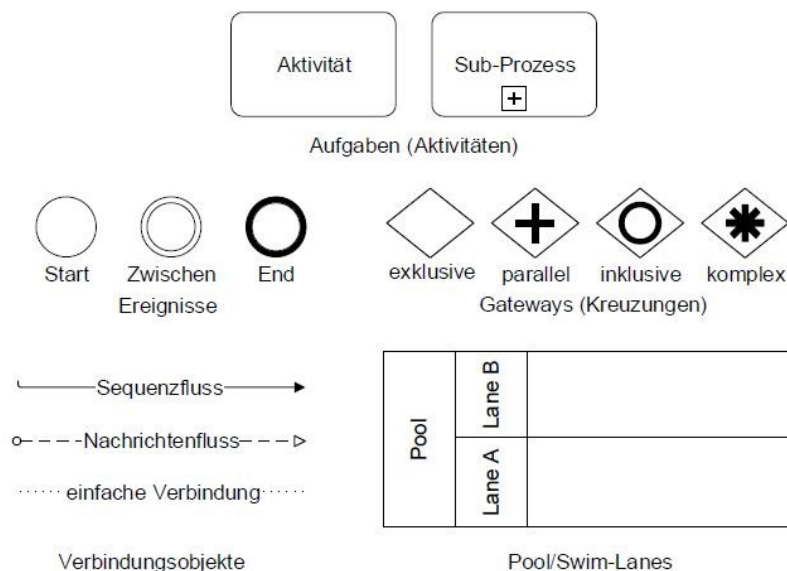 Aktivität
Sub-Prozess
Aufgaben (Aktivitäten)
Start
Zwischen
End
Ereignisse
exklusive
parallel
inklusive
komplex
Gateways (Kreuzungen)
Sequenzfluss
Nachrichtenfluss
einfache Verbindung
Verbindungsobjekte
Pool
Lane B
Lane A
Pool/Swim-Lanes